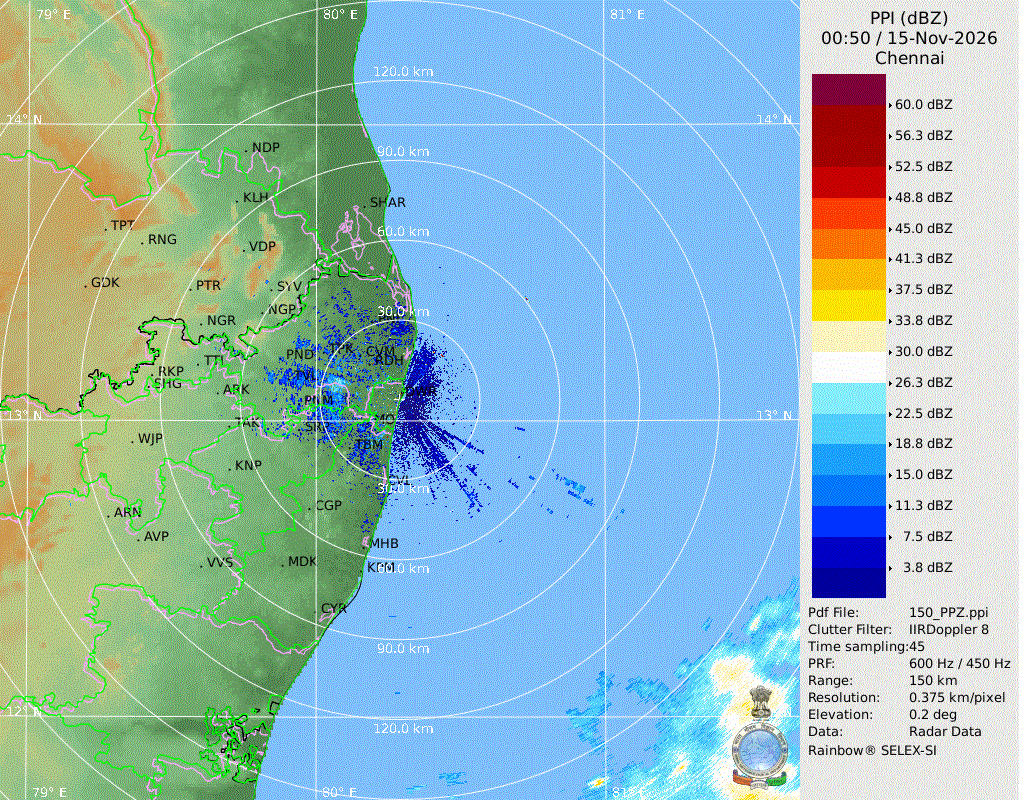 79° E
80° E
81° E
120.0 km
14° N
14° N
NDP
90.0 km
KLH
SHAR
TPT
RNG
60.0 km
VDP
GDK
PTR
SYV
NGP
30.0 km
NGR
PND
TTI
RKP
SHG
ARK
13° N
TAK
13° N
WJP
KNP
30.0 km
CGP
ARN
AVP
MHB
VVS
MDK
60.0 km
CYR
90.0 km
12° N
120.0 km
79° E
80° E
81° E
PPI (dBZ)
00:50 / 15-Nov-2026
Chennai
60.0 dBZ
56.3 dBZ
52.5 dBZ
48.8 dBZ
45.0 dBZ
41.3 dBZ
37.5 dBZ
33.8 dBZ
30.0 dBZ
26.3 dBZ
22.5 dBZ
18.8 dBZ
15.0 dBZ
11.3 dBZ
7.5 dBZ
3.8 dBZ
Pdf File: 150_PPZ.ppi
Clutter Filter: IIRDoppler 8
Time sampling:45
PRF: 600 Hz / 450 Hz
Range: 150 km
Resolution: 0.375 km/pixel
Elevation: 0.2 deg
Data: Radar Data
Rainbow® SELEX-SI